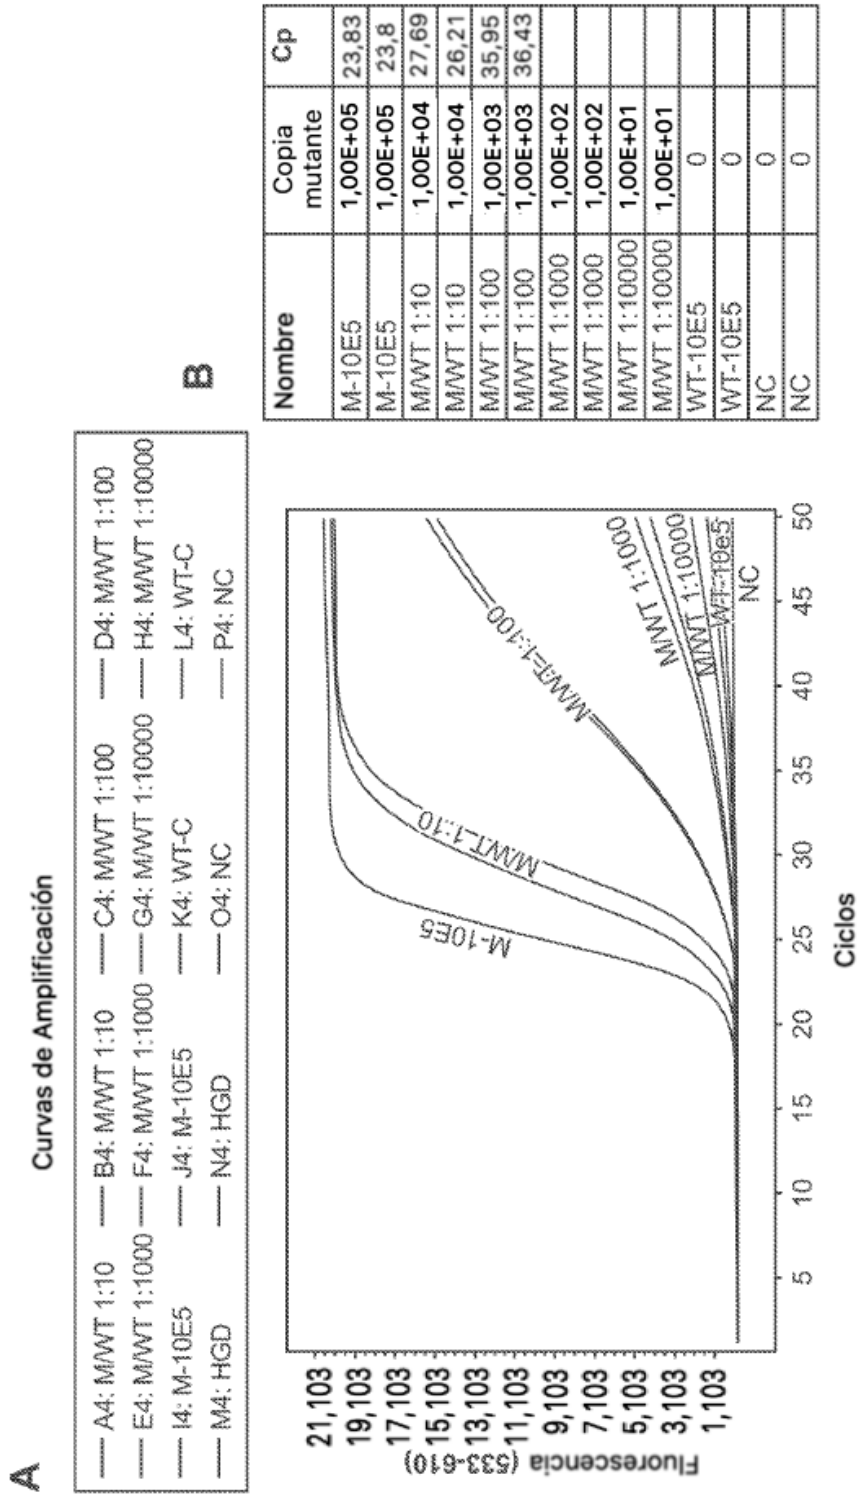 A
Curvas de Amplificación
A4: M/WT 1:10 B4: M/WT 1:10 C4: M/WT 1:100 D4: M/WT 1:100
E4: M/WT 1:1000 F4: M/WT 1:1000 G4: M/WT 1:10000 H4: M/WT 1:10000
I4: M-10E5 J4: M-10E5 K4: WT-C L4: WT-C
M4: HGD N4: HGD O4: NC P4: NC
Fluorescencia
(533-610)
21,103
19,103
17,103
15,103
13,103
11,103
9,103
7,103
5,103
3,103
1,103
M-10E5
M/WT_1:10
M/WT=1:100
M/WT 1:1000
M/WT 1:10000
WT-10e5
NC
5 10 15 20 25 30 35 40 45 50
Ciclos
B
Nombre Copia mutante Cp
M-10E5 1,00E+05 23,83
M-10E5 1,00E+05 23,8
M/WT 1:10 1,00E+04 27,69
M/WT 1:10 1,00E+04 26,21
M/WT 1:100 1,00E+03 35,95
M/WT 1:100 1,00E+03 36,43
M/WT 1:1000 1,00E+02
M/WT 1:1000 1,00E+02
M/WT 1:10000 1,00E+01
M/WT 1:10000 1,00E+01
WT-10E5 0
WT-10E5 0
NC 0
NC 0